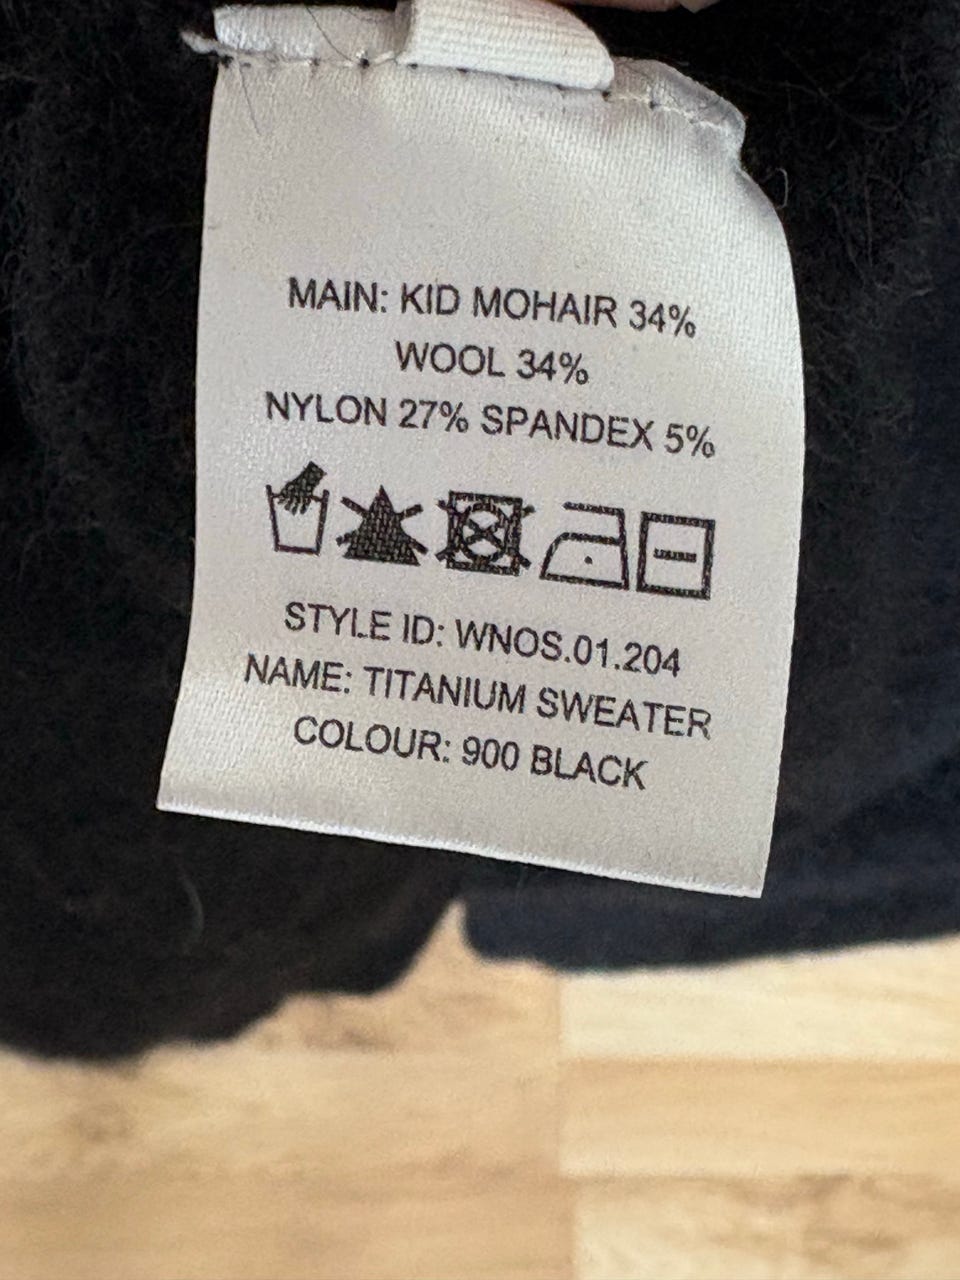 MAIN: KID MOHAIR 34%
WOOL 34%
NYLON 27% SPANDEX 5%
STYLE ID: WNOS.01.204
NAME: TITANIUM SWEATER
COLOUR: 900 BLACK